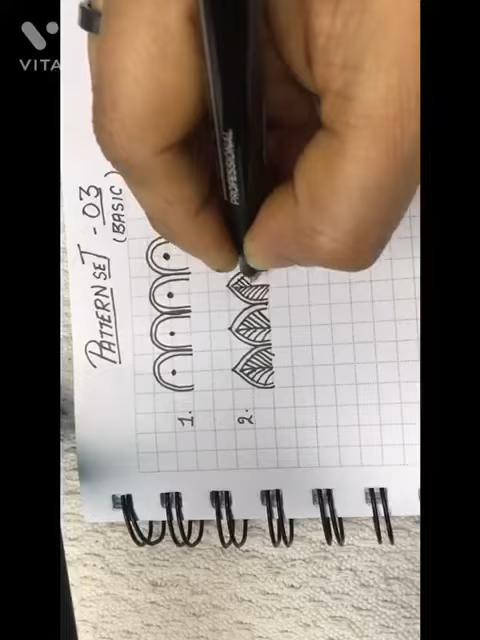 VITA
PATTERN SET - 03
(BASIC)
1.
2.
PROFESSIONAL